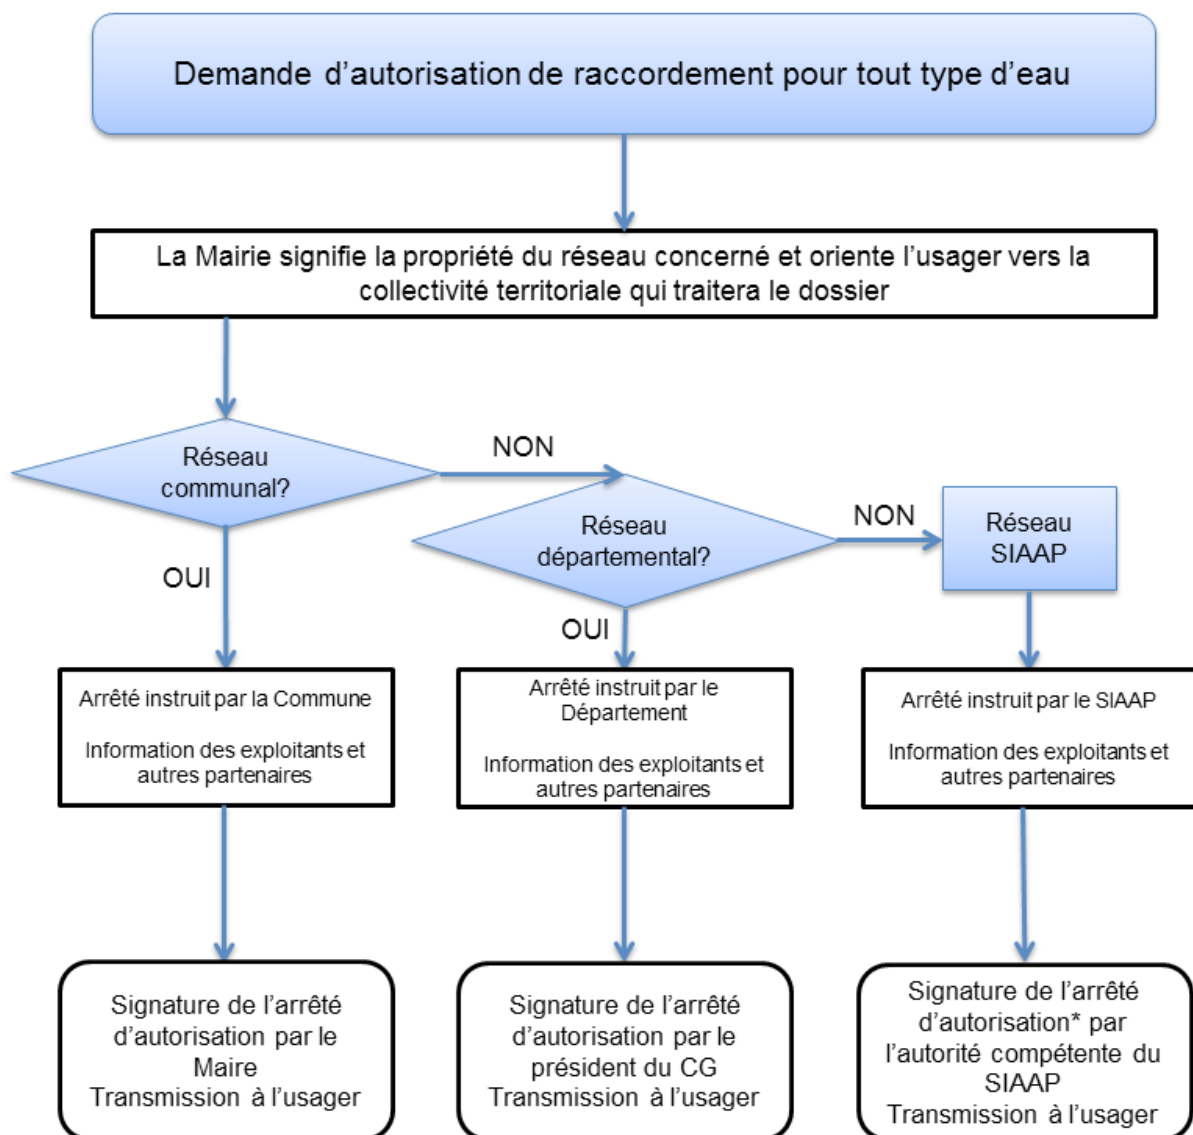 Demande d’autorisation de raccordement pour tout type d’eau
La Mairie signifie la propriété du réseau concerné et oriente l’usager vers la
collectivité territoriale qui traitera le dossier
Réseau
communal?
NON
Réseau
départemental?
NON
Réseau
SIAAP
OUI
OUI
Arrêté instruit par la Commune
Information des exploitants et
autres partenaires
Arrêté instruit par le
Département
Information des exploitants et
autres partenaires
Arrêté instruit par le SIAAP
Information des exploitants et
autres partenaires
Signature de l’arrêté
d’autorisation par le
Maire
Transmission à l’usager
Signature de l’arrêté
d’autorisation par le
président du CG
Transmission à l’usager
Signature de l’arrêté
d’autorisation* par
l’autorité compétente du
SIAAP
Transmission à l’usager